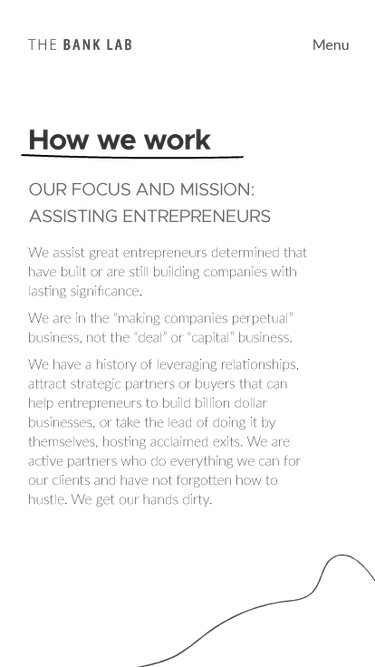 THE BANK LAB
Menu
How we work
OUR FOCUS AND MISSION:
ASSISTING ENTREPRENEURS
We assist great entrepreneurs determined that
have built or are still building companies with
lasting significance.
We are in the “making companies perpetual”
business, not the “deal” or “capital” business.
We have a history of leveraging relationships,
attract strategic partners or buyers that can
help entrepreneurs to build billion dollar
businesses, or take the lead of doing it by
themselves, hosting acclaimed exits. We are
active partners who do everything we can for
our clients and have not forgotten how to
hustle. We get our hands dirty.